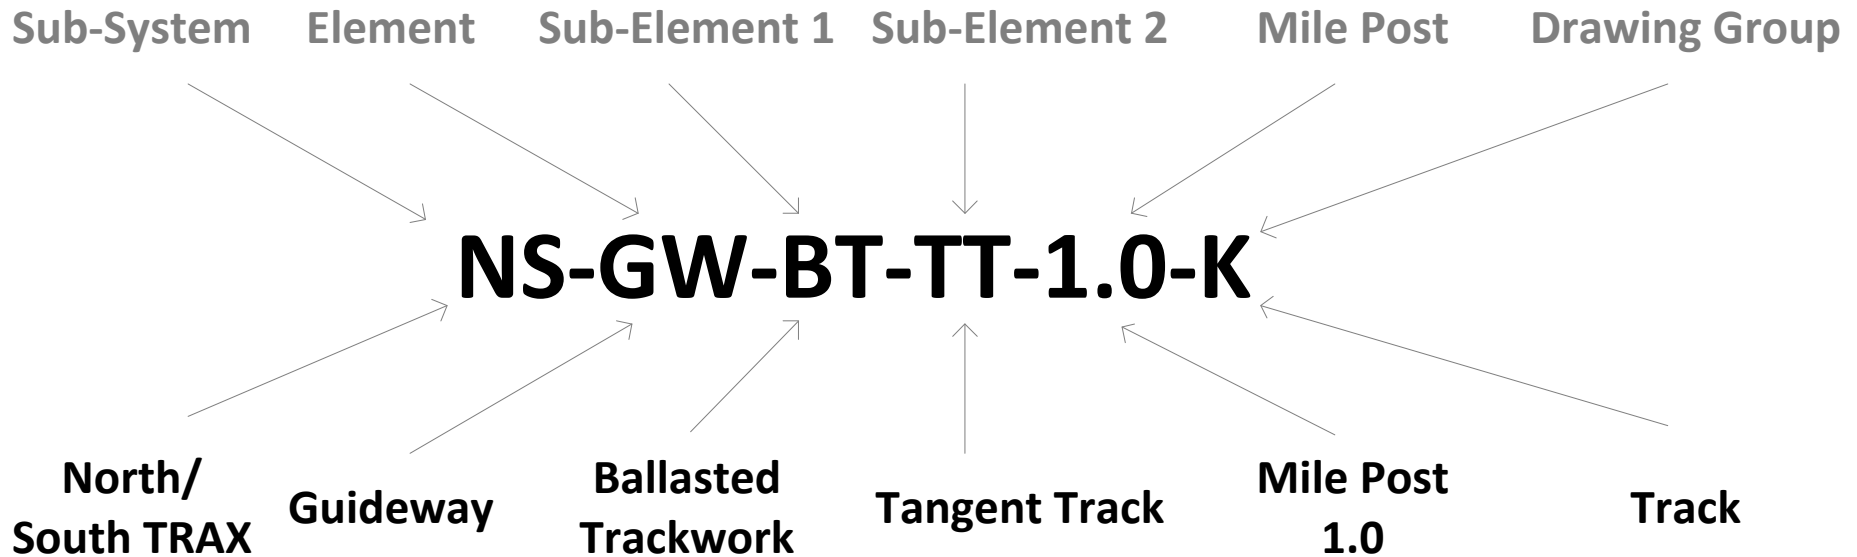 Sub-System Element Sub-Element 1 Sub-Element 2 Mile Post Drawing Group
NS-GW-BT-TT-1.0-K
North/
South TRAX
Guideway
Ballasted
Trackwork
Tangent Track
Mile Post
1.0
Track